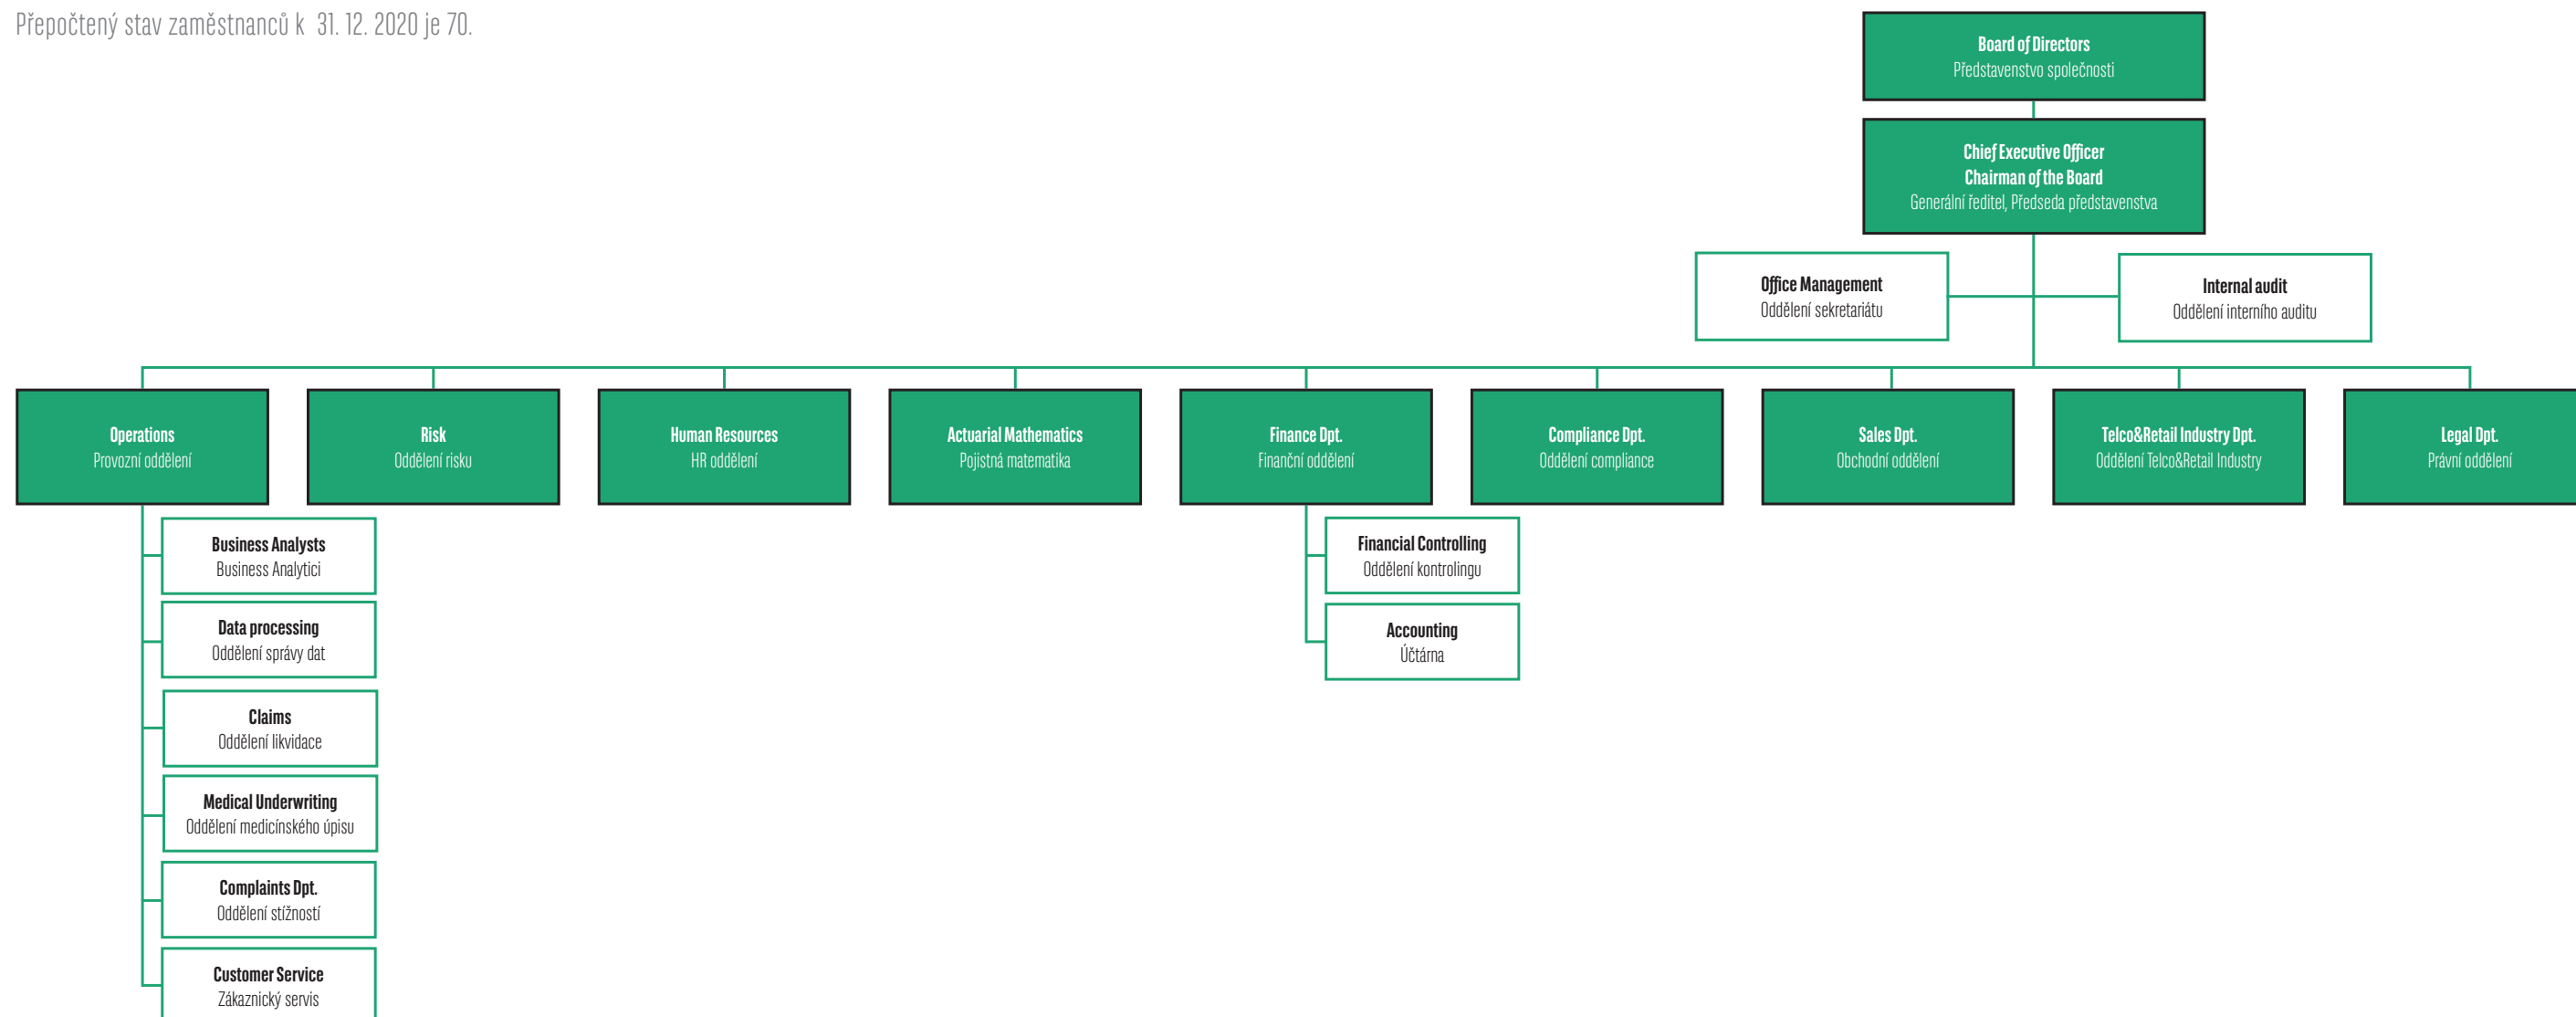 Přepočtený stav zaměstnanců k 31. 12. 2020 je 70.
Board of Directors
Představenstvo společnosti
Chief Executive Officer
Chairman of the Board
Generální ředitel, Předseda představenstva
Office Management
Oddělení sekretariátu
Internal audit
Oddělení interního auditu
Operations
Provozní oddělení
Risk
Oddělení risku
Human Resources
HR oddělení
Actuarial Mathematics
Pojistná matematika
Finance Dpt.
Finanční oddělení
Compliance Dpt.
Oddělení compliance
Sales Dpt.
Obchodní oddělení
Telco&Retail Industry Dpt.
Oddělení Telco&Retail Industry
Legal Dpt.
Právní oddělení
Business Analysts
Business Analytici
Data processing
Oddělení správy dat
Claims
Oddělení likvidace
Medical Underwriting
Oddělení medicínského úpisu
Complaints Dpt.
Oddělení stížností
Customer Service
Zákaznický servis
Financial Controlling
Oddělení kontrolingu
Accounting
Účtárna